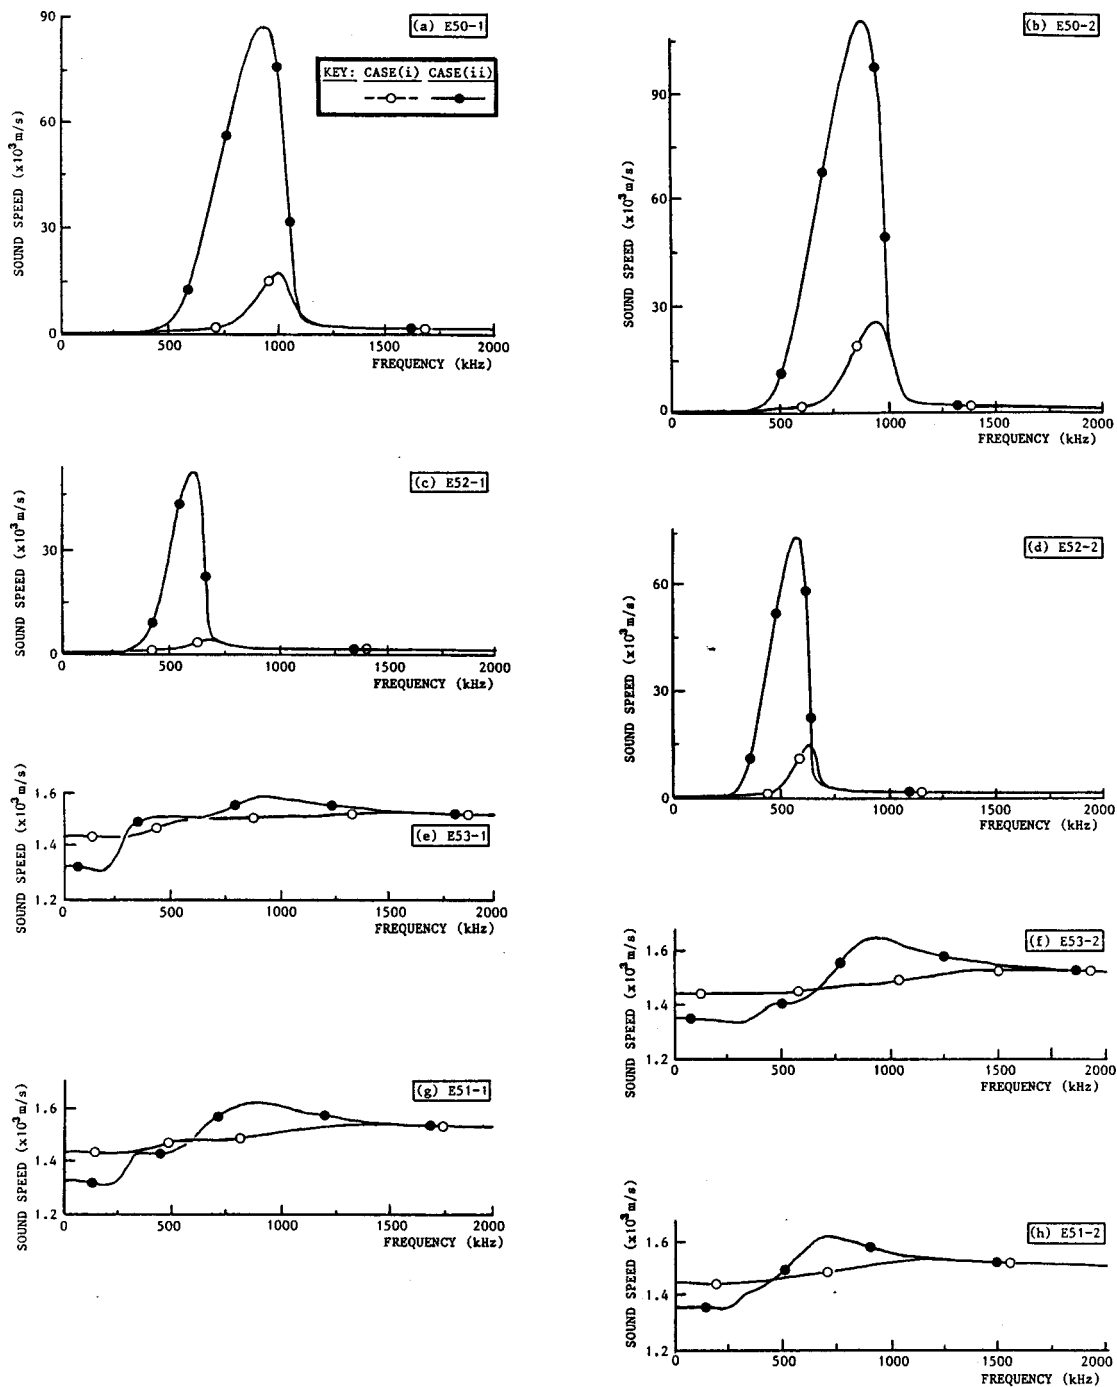 (a) E50-1
KEY: CASE(i) CASE(ii)
SOUND SPEED (x10³m/s)
90
60
30
0
0 500 1000 1500 2000
FREQUENCY (kHz)
(b) E50-2
SOUND SPEED (x10³m/s)
90
60
30
0
0 500 1000 1500 2000
FREQUENCY (kHz)
(c) E52-1
SOUND SPEED (x10³m/s)
30
0
0 500 1000 1500 2000
FREQUENCY (kHz)
(d) E52-2
SOUND SPEED (x10³m/s)
60
30
0
0 500 1000 1500 2000
FREQUENCY (kHz)
(e) E53-1
SOUND SPEED (x10³m/s)
1.6
1.4
1.2
0 500 1000 1500 2000
FREQUENCY (kHz)
(f) E53-2
SOUND SPEED (x10³m/s)
1.6
1.4
1.2
0 500 1000 1500 2000
FREQUENCY (kHz)
(g) E51-1
SOUND SPEED (x10³m/s)
1.6
1.4
1.2
0 500 1000 1500 2000
FREQUENCY (kHz)
(h) E51-2
SOUND SPEED (x10³m/s)
1.6
1.4
1.2
0 500 1000 1500 2000
FREQUENCY (kHz)